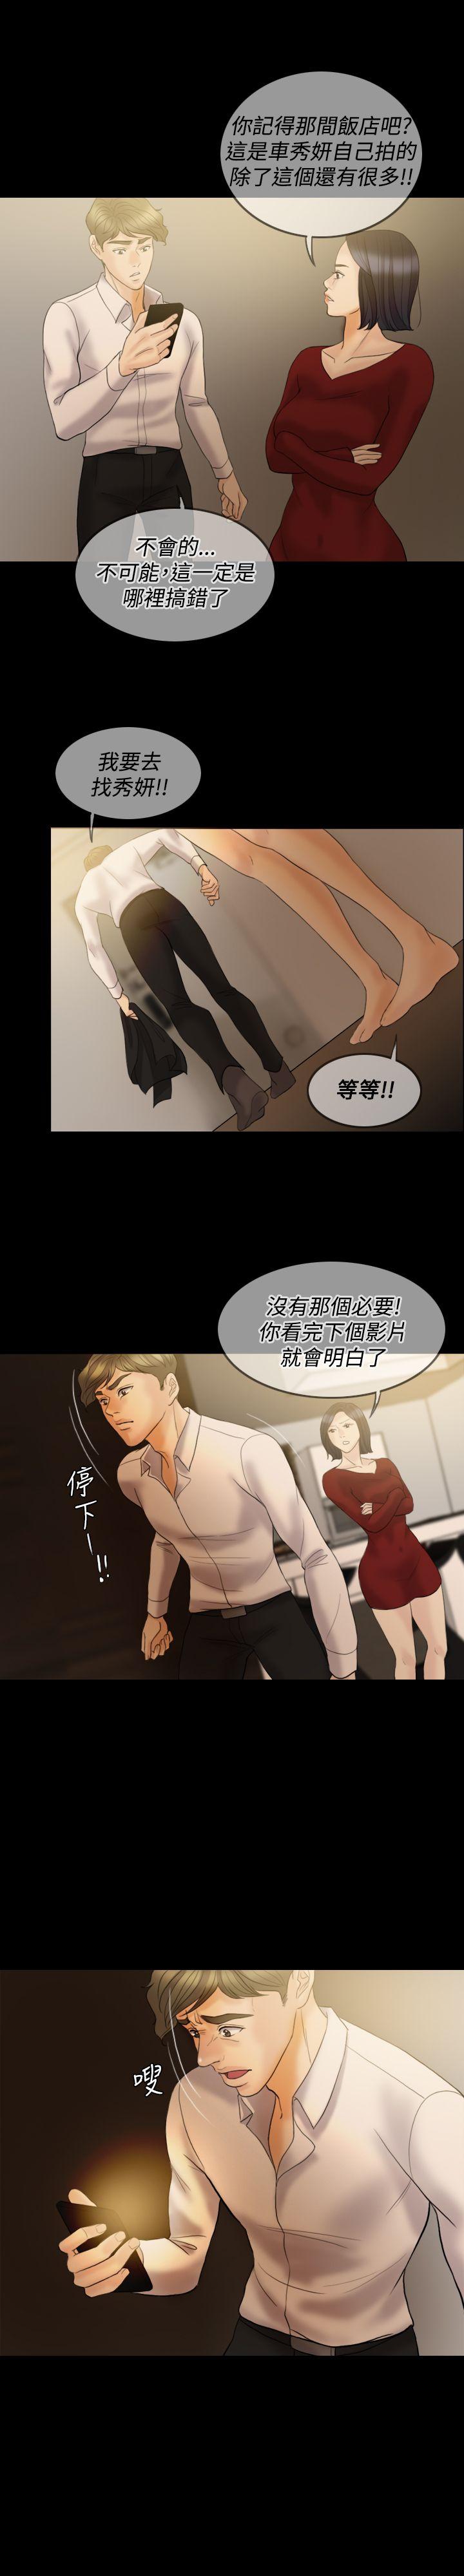 你記得那間飯店吧?
這是車秀妍自己拍的
除了這個還有很多!!
不會的...
不可能,這一定是
哪裡搞錯了
我要去
找秀妍!!
等等!!
沒有那個必要!
你看完下個影片
就會明白了
停下—!!
嗖